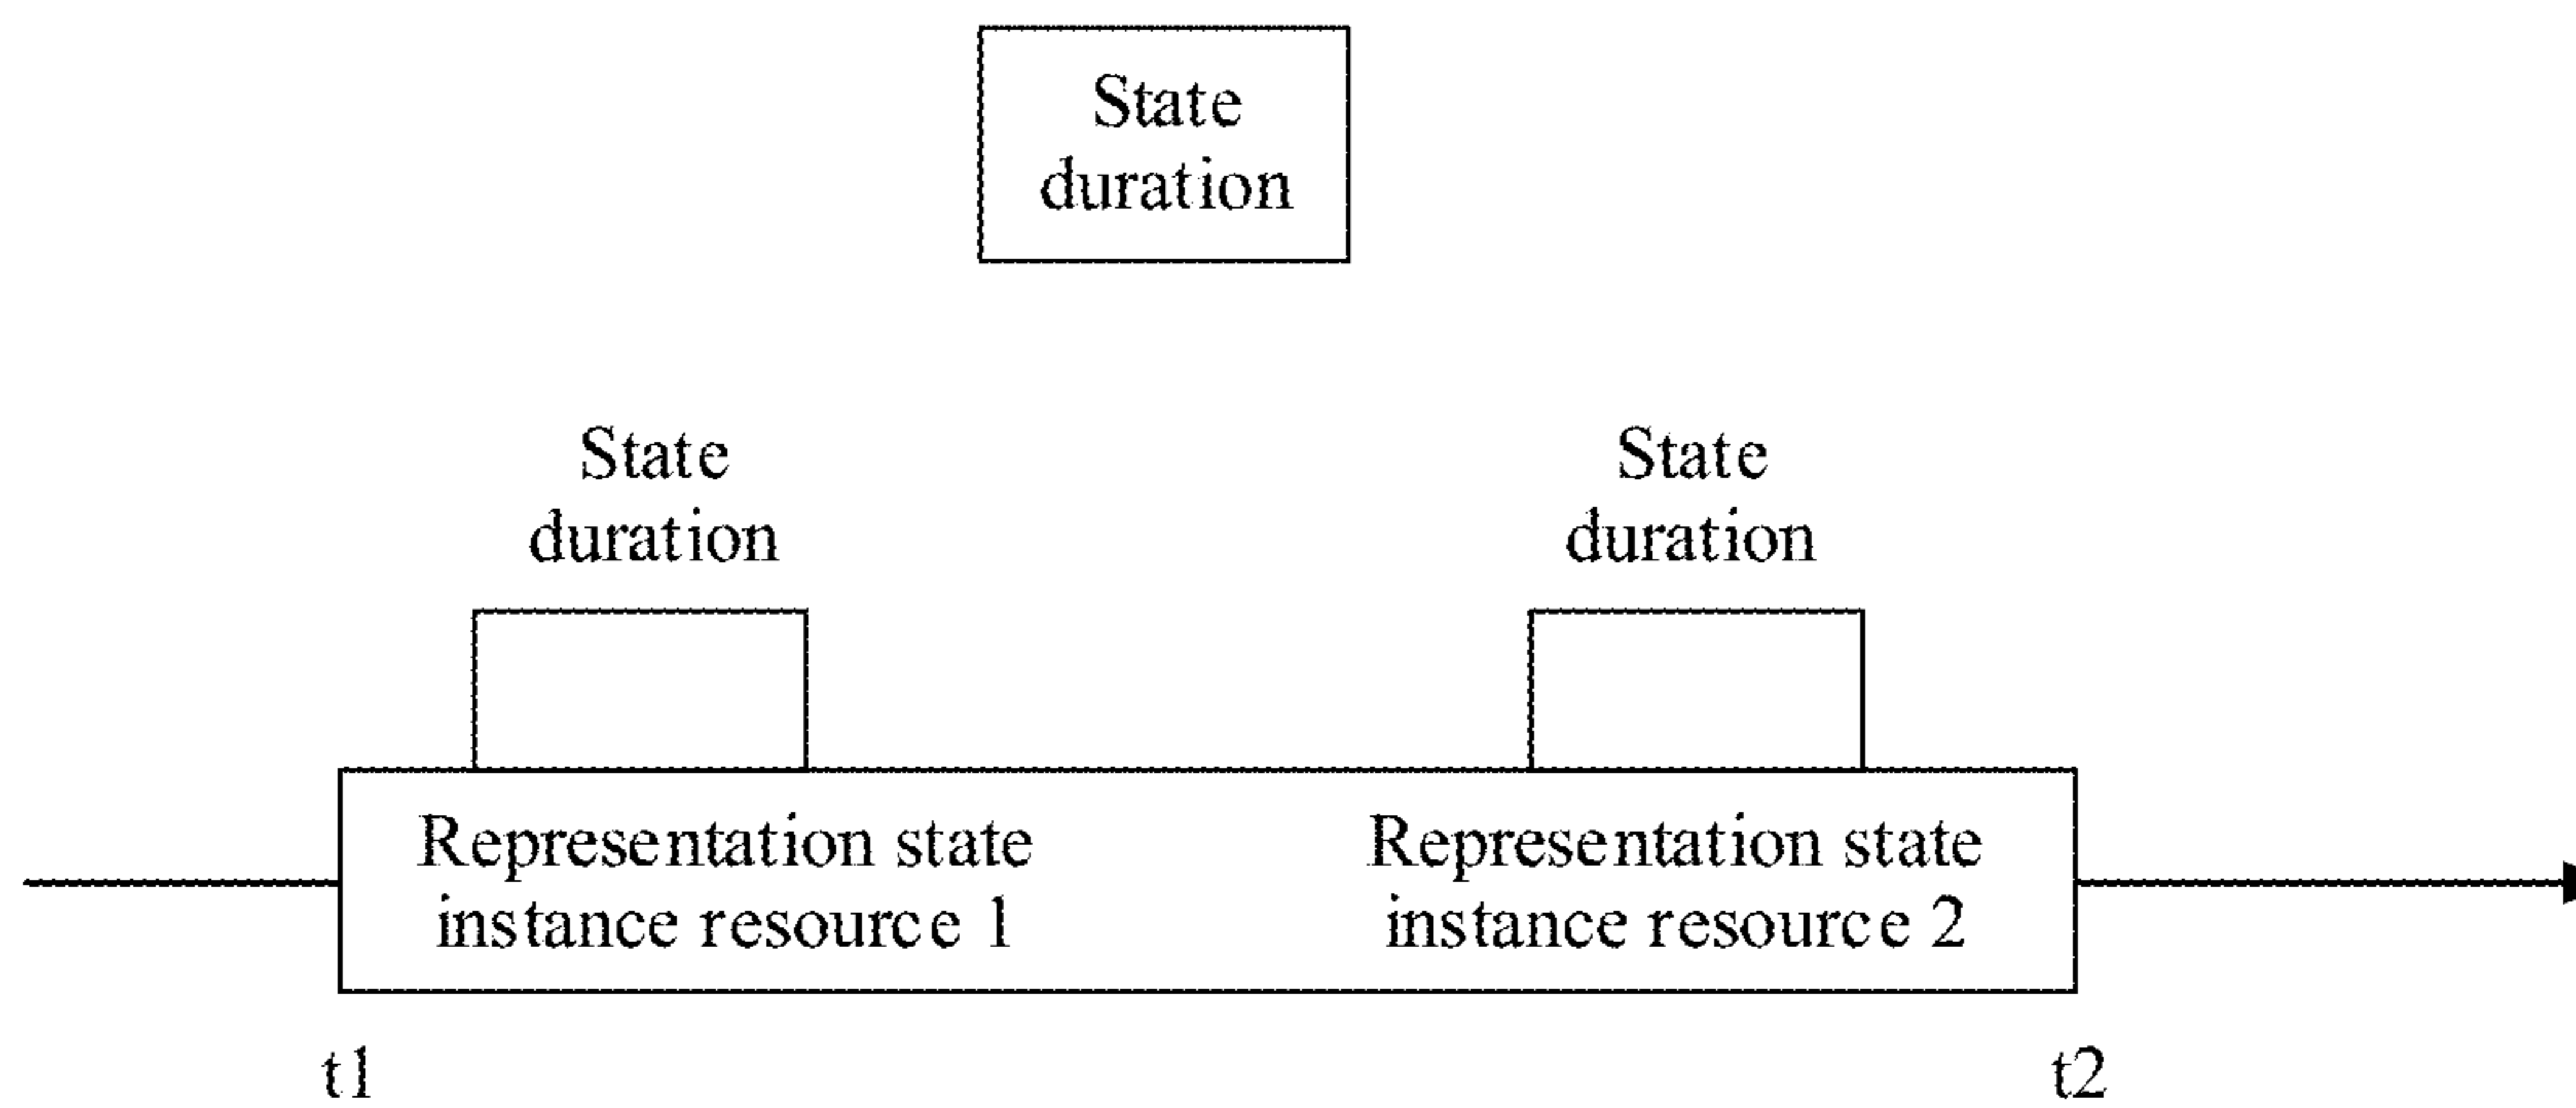 State
duration
State
duration
State
duration
Representation state
instance resource 1
Representation state
instance resource 2
t1
t2